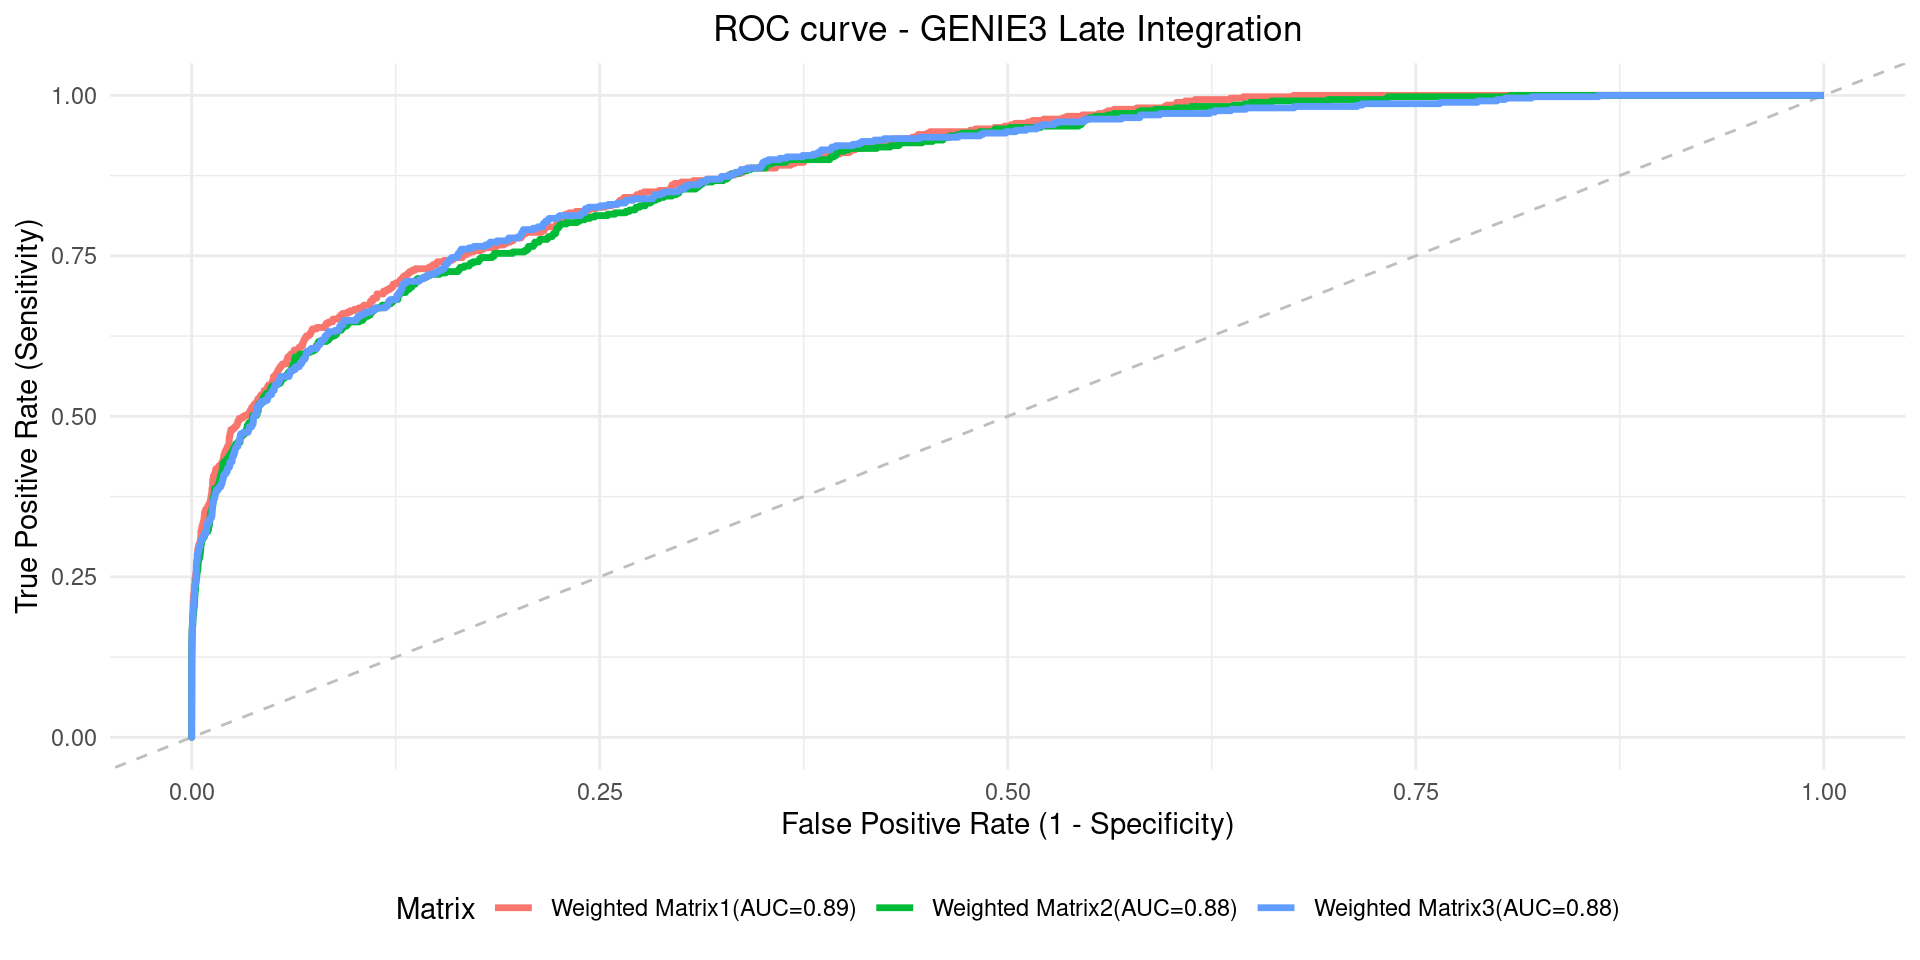 ROC curve - GENIE3 Late Integration
True Positive Rate (Sensitivity)
1.00
0.75
0.50
0.25
0.00
0.00 0.25 0.50 0.75 1.00
False Positive Rate (1 - Specificity)
Matrix Weighted Matrix1(AUC=0.89) Weighted Matrix2(AUC=0.88) Weighted Matrix3(AUC=0.88)